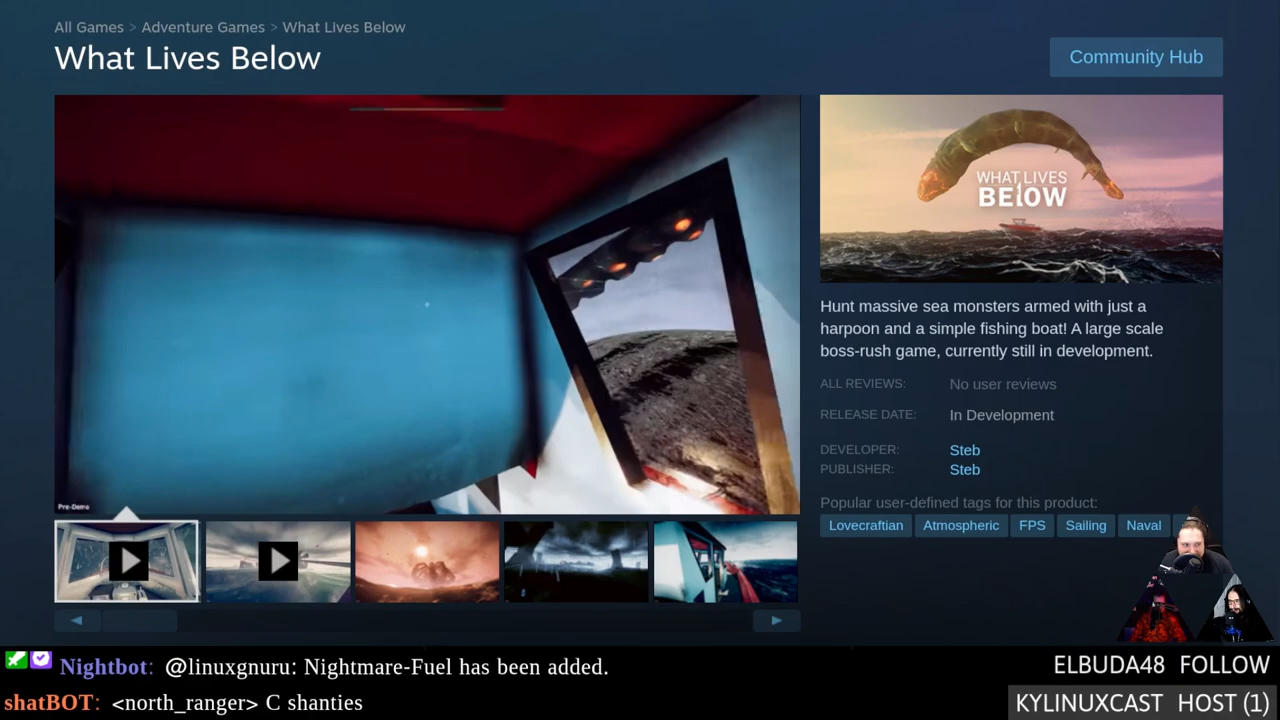 All Games > Adventure Games > What Lives Below
What Lives Below
Community Hub
Pre-Demo
WHAT LIVES
BELOW
Hunt massive sea monsters armed with just a
harpoon and a simple fishing boat! A large scale
boss-rush game, currently still in development.
ALL REVIEWS: No user reviews
RELEASE DATE: In Development
DEVELOPER: Steb
PUBLISHER: Steb
Popular user-defined tags for this product:
Lovecraftian Atmospheric FPS Sailing Naval
Nightbot: @linuxgnuru: Nightmare-Fuel has been added.
shatBOT: <north_ranger> C shanties
ELBUDA48 FOLLOW
KYLINUXCAST HOST (1)